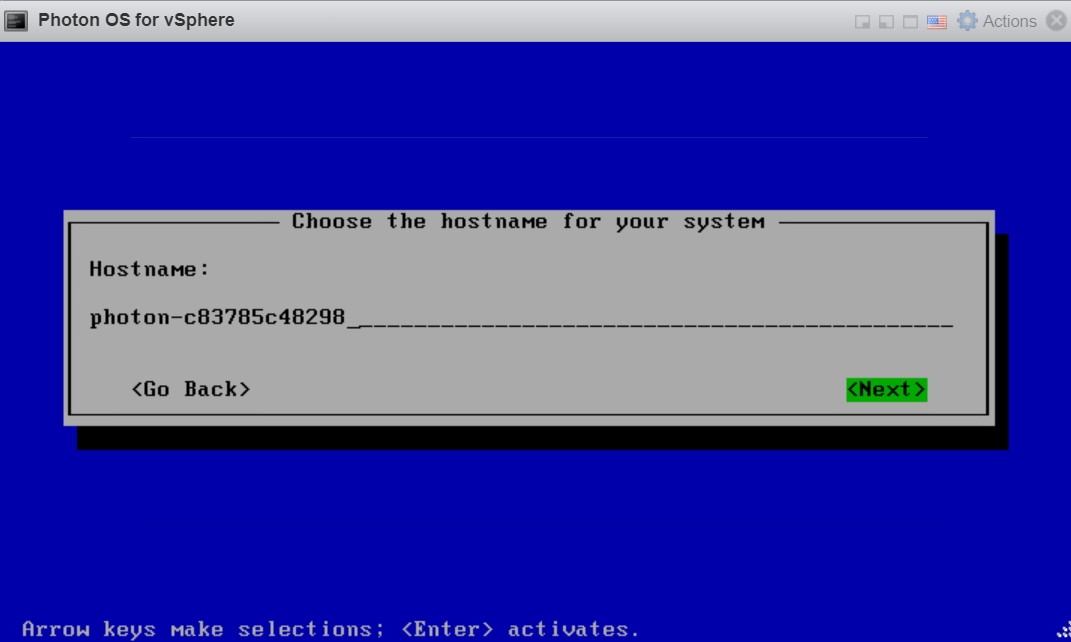 Photon OS for vSphere
Actions
Choose the hostname for your system
Hostname:
photon-c83785c48298_
<Go Back> <Next>
Arrow keys make selections; <Enter> activates.